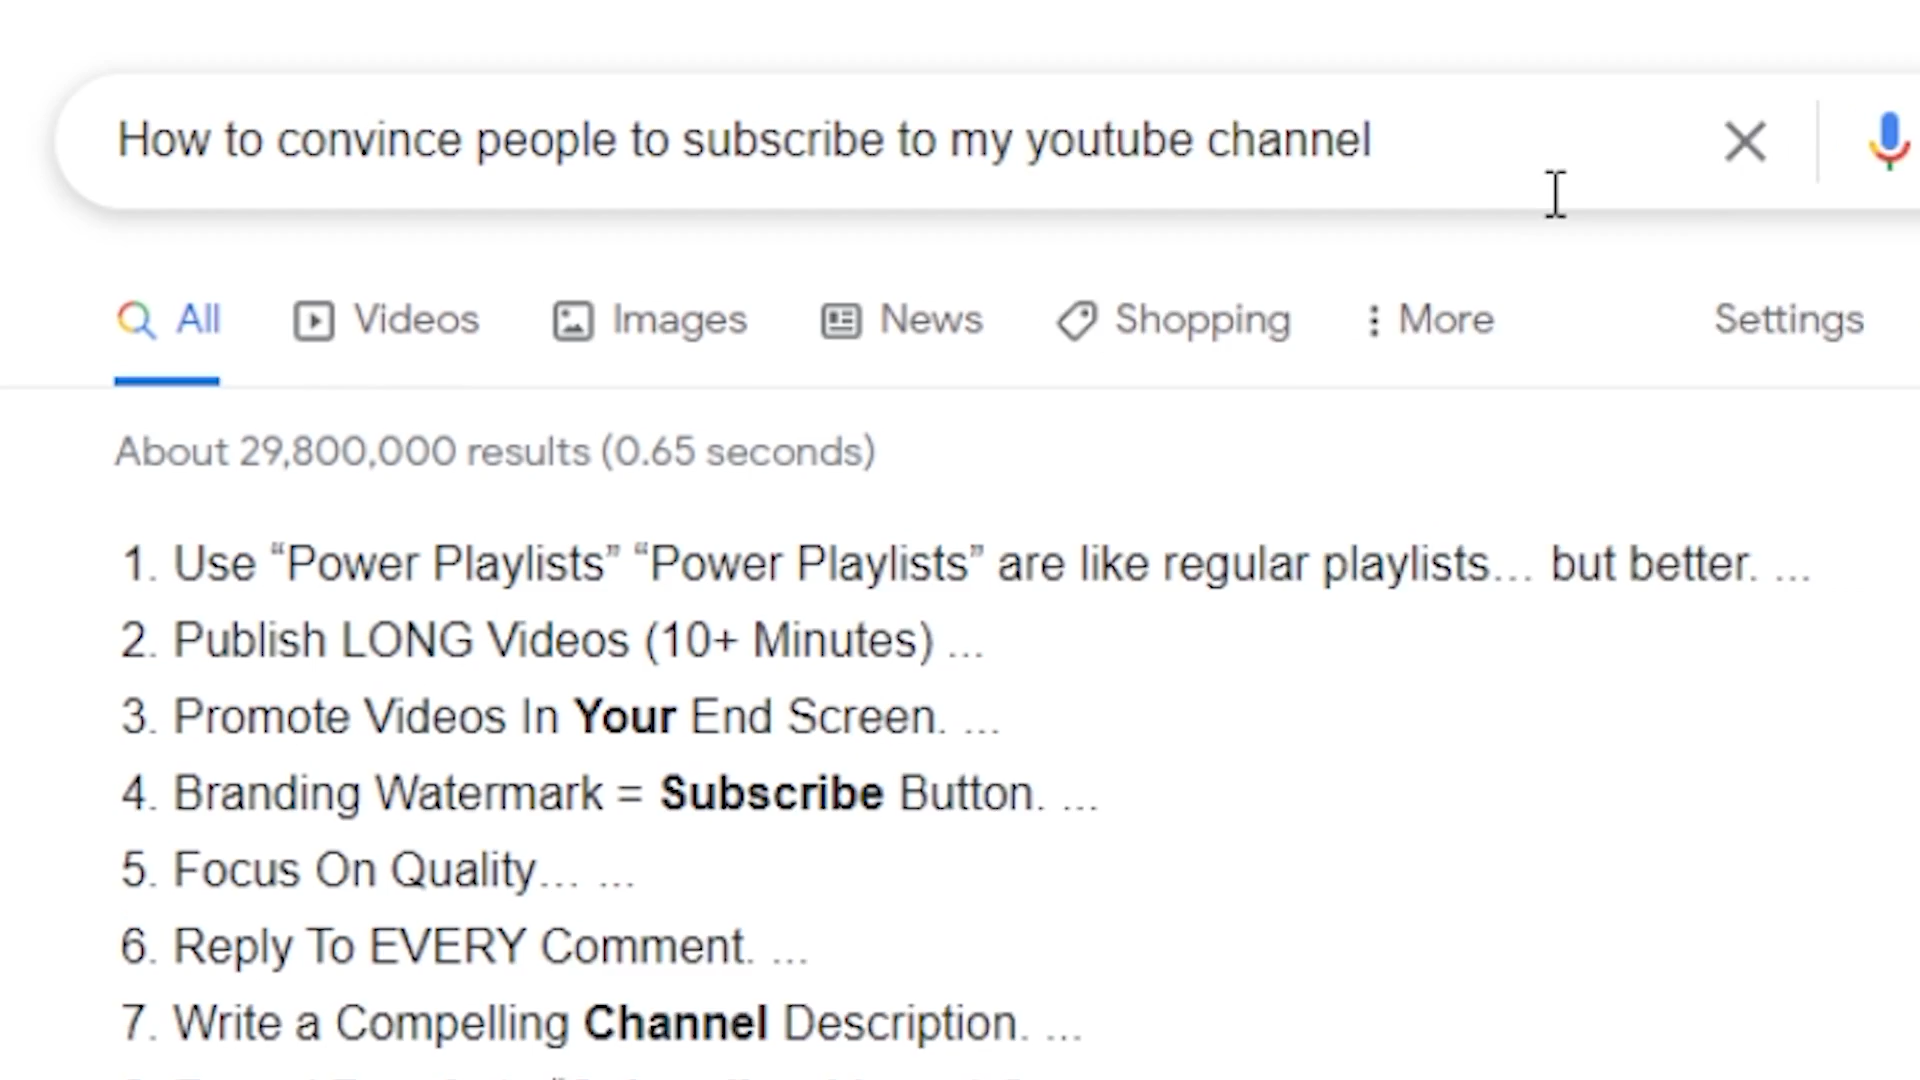 How to convince people to subscribe to my youtube channel
All Videos Images News Shopping More Settings
About 29,800,000 results (0.65 seconds)
1. Use “Power Playlists” “Power Playlists” are like regular playlists... but better. ...
2. Publish LONG Videos (10+ Minutes) ...
3. Promote Videos In Your End Screen. ...
4. Branding Watermark = Subscribe Button. ...
5. Focus On Quality... ...
6. Reply To EVERY Comment. ...
7. Write a Compelling Channel Description. ...